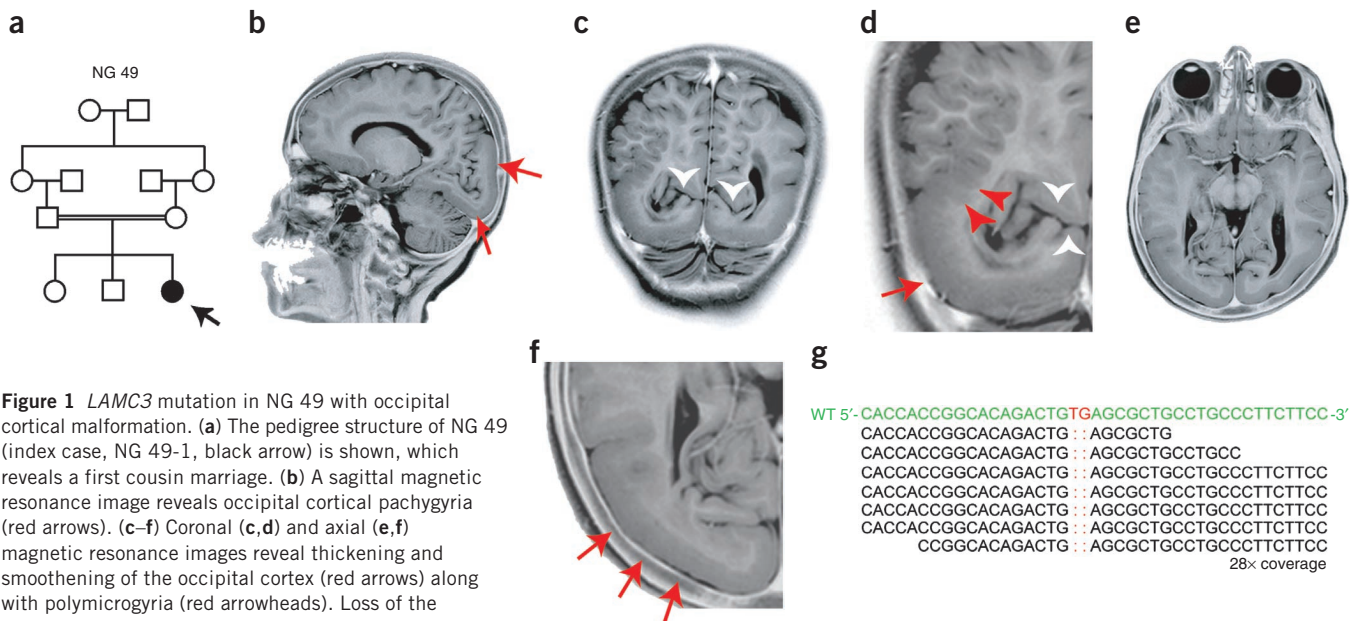 a
b
c
d
e
NG 49
f
g
Figure 1 LAMC3 mutation in NG 49 with occipital
cortical malformation. (a) The pedigree structure of NG 49
(index case, NG 49-1, black arrow) is shown, which
reveals a first cousin marriage. (b) A sagittal magnetic
resonance image reveals occipital cortical pachygyria
(red arrows). (c–f) Coronal (c,d) and axial (e,f)
magnetic resonance images reveal thickening and
smoothening of the occipital cortex (red arrows) along
with polymicrogyria (red arrowheads). Loss of the
WT 5′-CACCACCGGCACAGACTGTGAGCGCTGCCTGCCCTTCTTCC-3′
CACCACCGGCACAGACTG::AGCGCTG
CACCACCGGCACAGACTG::AGCGCTGCCTGCC
CACCACCGGCACAGACTG::AGCGCTGCCTGCCCTTCTTCC
CACCACCGGCACAGACTG::AGCGCTGCCTGCCCTTCTTCC
CACCACCGGCACAGACTG::AGCGCTGCCTGCCCTTCTTCC
CACCACCGGCACAGACTG::AGCGCTGCCTGCCCTTCTTCC
CCGGCACAGACTG::AGCGCTGCCTGCCCTTCTTCC
28× coverage